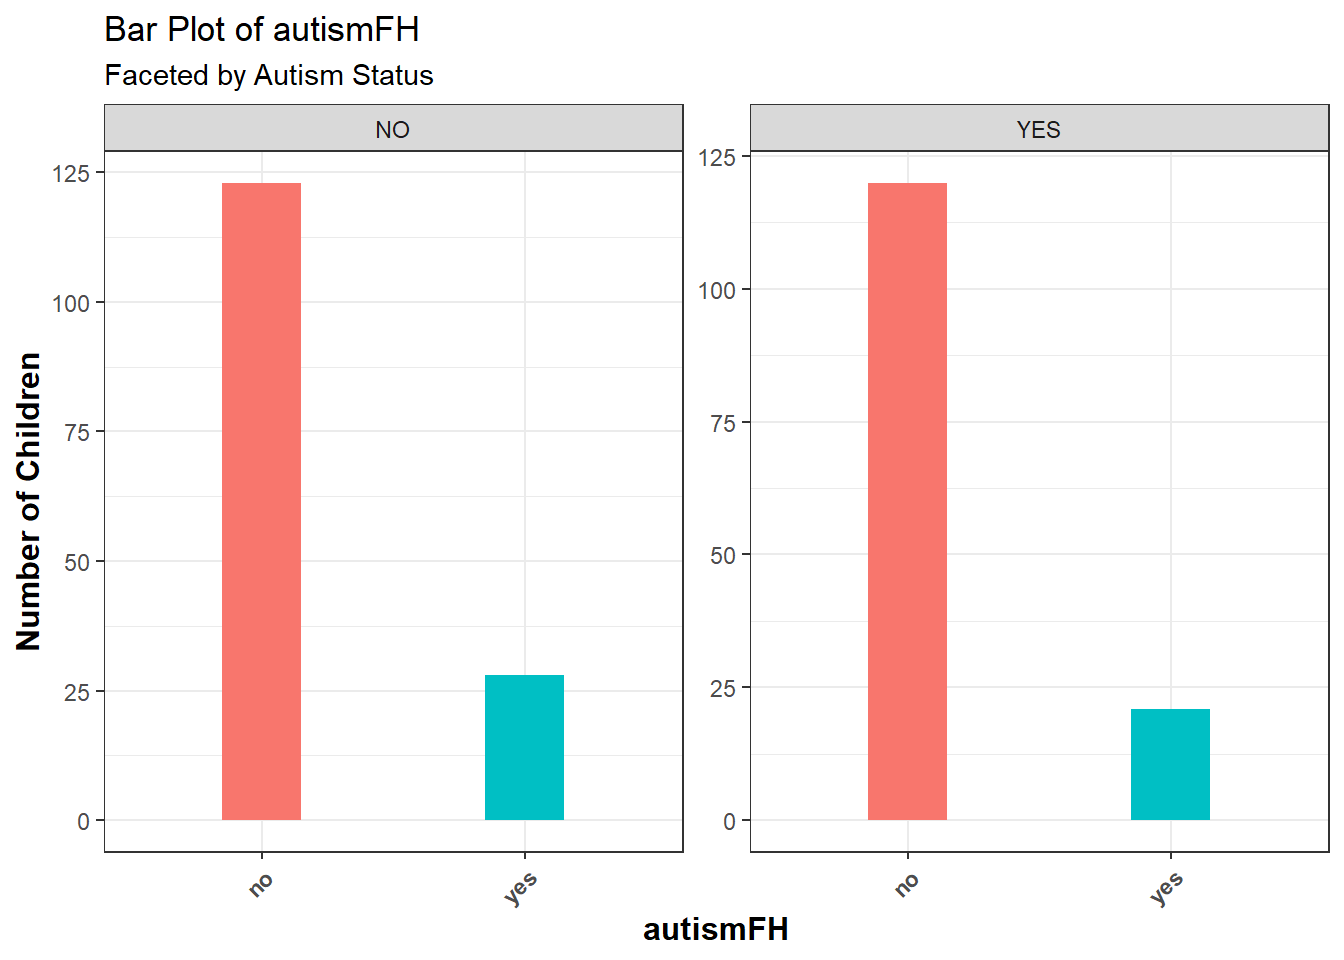 Bar Plot of autismFH
Faceted by Autism Status
NO
YES
Number of Children
125
100
75
50
25
0
125
100
75
50
25
0
no
yes
no
yes
autismFH